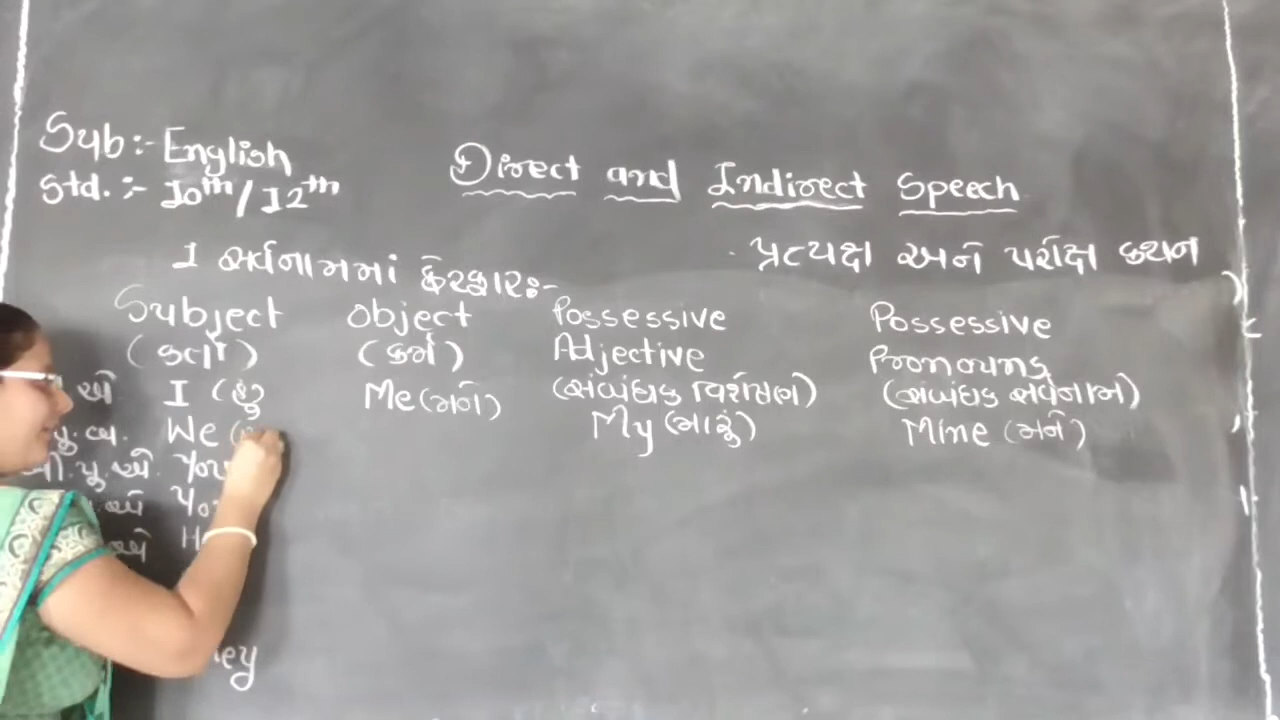 Sub:- English
Std. :- 10th/12th
Direct and Indirect Speech
પ્રત્યક્ષ અને પરોક્ષ કથન
1 સર્વનામમાં ફેરફાર:-
Subject Object Possessive Possessive
(કર્તા) (કર્મ) Adjective Pronouns
એ I (હું Me (મને) (સંબંધક વિશેષણ) (સંબંધક સર્વનામ)
પુ.બ. We ( My (મારું) Mine (મને)
બી.પુ.એ. You
એ
એ
ey